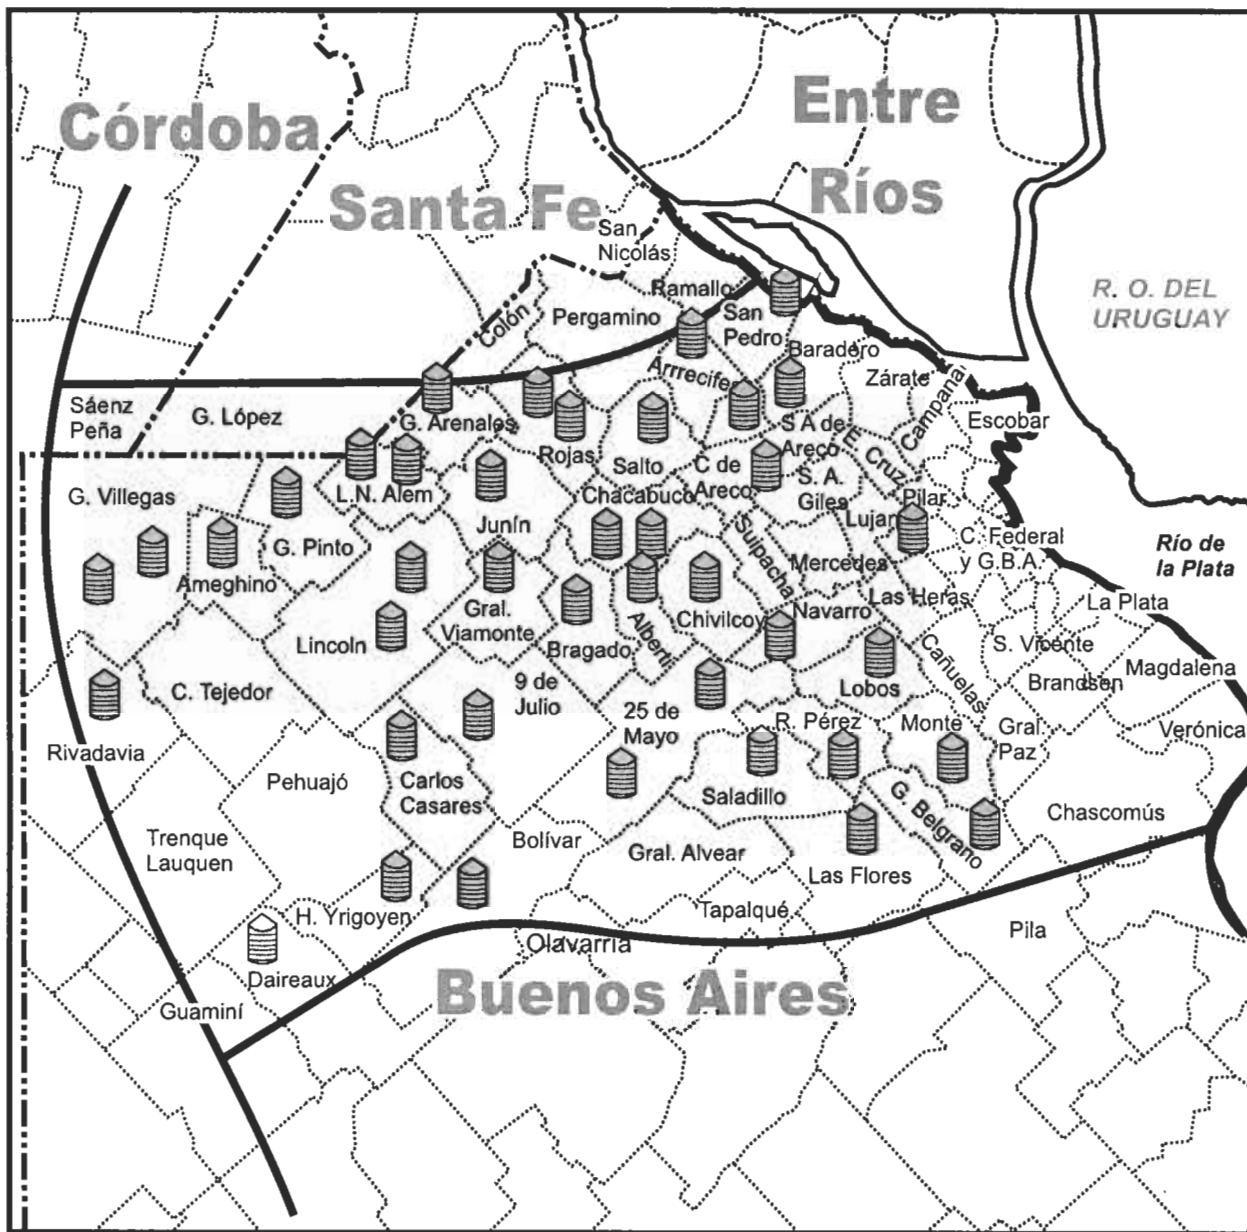 Córdoba
Entre
Ríos
Santa Fe
San
Nicolás
R. O. DEL
URUGUAY
Ramallo
Colón
Pergamino
San
Pedro
Baradero
Arrrecifes
Zárate
Campana
Sáenz
Peña
G. López
G. Arenales
Escobar
S A de
Areco
E.
Cruz
Rojas
Salto
C de
Areco
S. A.
Giles
Pilar
G. Villegas
L.N. Alem
Chacabuco
Junín
Luján
Suipacha
G. Pinto
Mercedes
C. Federal
y G.B.A.
Río de
la Plata
Ameghino
Gral.
Viamonte
Alberti
Chivilcoy
Navarro
Las Heras
La Plata
Lincoln
Bragado
Cañuelas
S. Vicente
Magdalena
C. Tejedor
9 de
Julio
Lobos
Brandsen
25 de
Mayo
R. Pérez
Monte
Gral.
Paz
Verónica
Rivadavia
Pehuajó
Carlos
Casares
Saladillo
G. Belgrano
Chascomús
Trenque
Lauquen
Bolívar
Gral. Alvear
Las Flores
H. Yrigoyen
Tapalqué
Pila
Olavarría
Daireaux
Guaminí
Buenos Aires